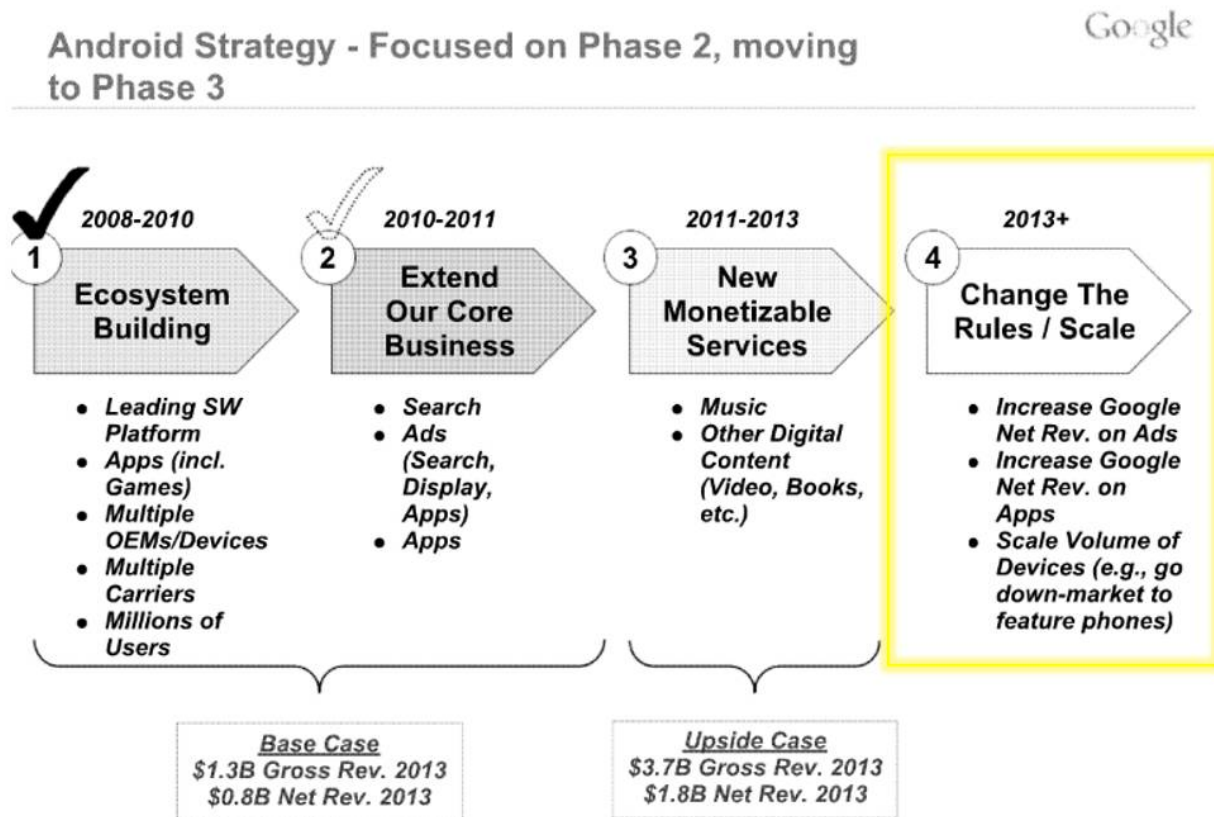 Google
Android Strategy - Focused on Phase 2, moving
to Phase 3
2008-2010
1
Ecosystem
Building
• Leading SW
Platform
• Apps (incl.
Games)
• Multiple
OEMs/Devices
• Multiple
Carriers
• Millions of
Users
2010-2011
2
Extend
Our Core
Business
• Search
• Ads
(Search,
Display,
Apps)
• Apps
2011-2013
3
New
Monetizable
Services
• Music
• Other Digital
Content
(Video, Books,
etc.)
2013+
4
Change The
Rules / Scale
• Increase Google
Net Rev. on Ads
• Increase Google
Net Rev. on
Apps
• Scale Volume of
Devices (e.g., go
down-market to
feature phones)
Base Case
$1.3B Gross Rev. 2013
$0.8B Net Rev. 2013
Upside Case
$3.7B Gross Rev. 2013
$1.8B Net Rev. 2013